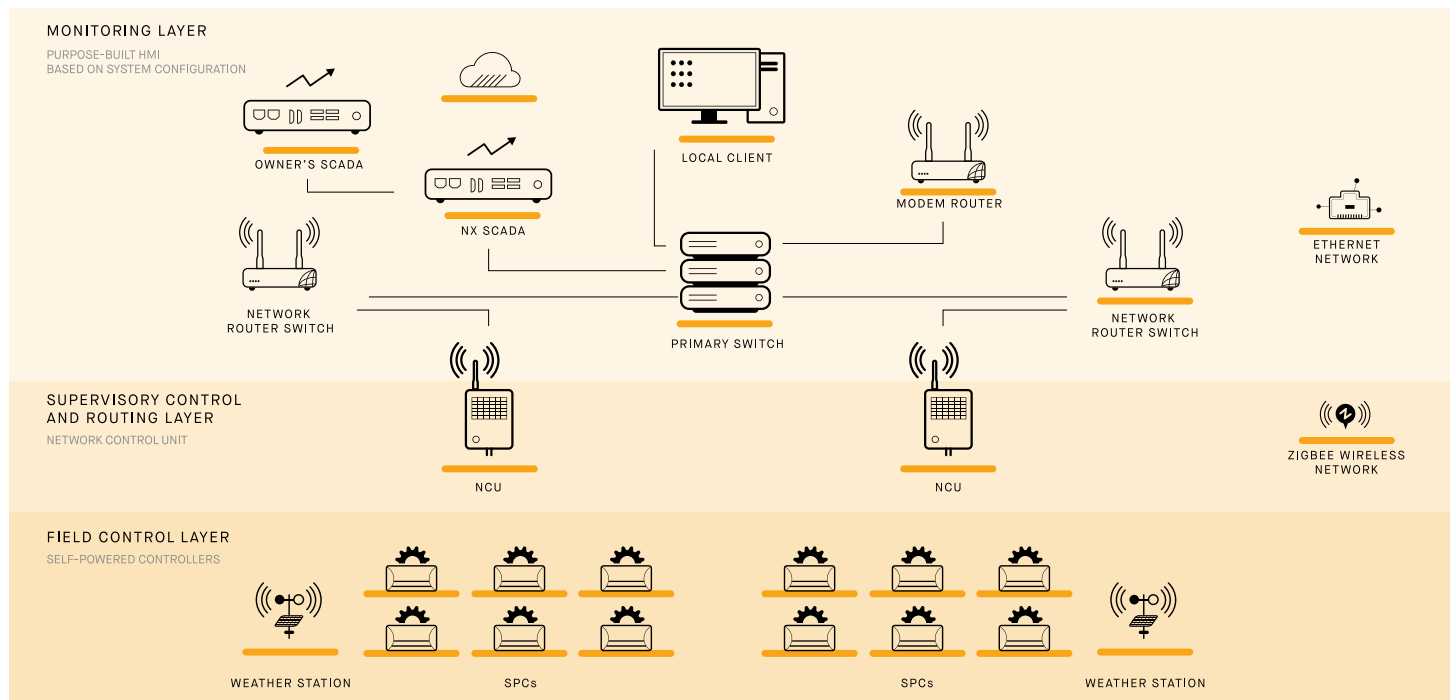 MONITORING LAYER
PURPOSE-BUILT HMI
BASED ON SYSTEM CONFIGURATION
OWNER'S SCADA
LOCAL CLIENT
MODEM ROUTER
NX SCADA
ETHERNET
NETWORK
NETWORK
ROUTER SWITCH
PRIMARY SWITCH
NETWORK
ROUTER SWITCH
SUPERVISORY CONTROL
AND ROUTING LAYER
NETWORK CONTROL UNIT
NCU
NCU
ZIGBEE WIRELESS
NETWORK
FIELD CONTROL LAYER
SELF-POWERED CONTROLLERS
WEATHER STATION
SPCs
SPCs
WEATHER STATION